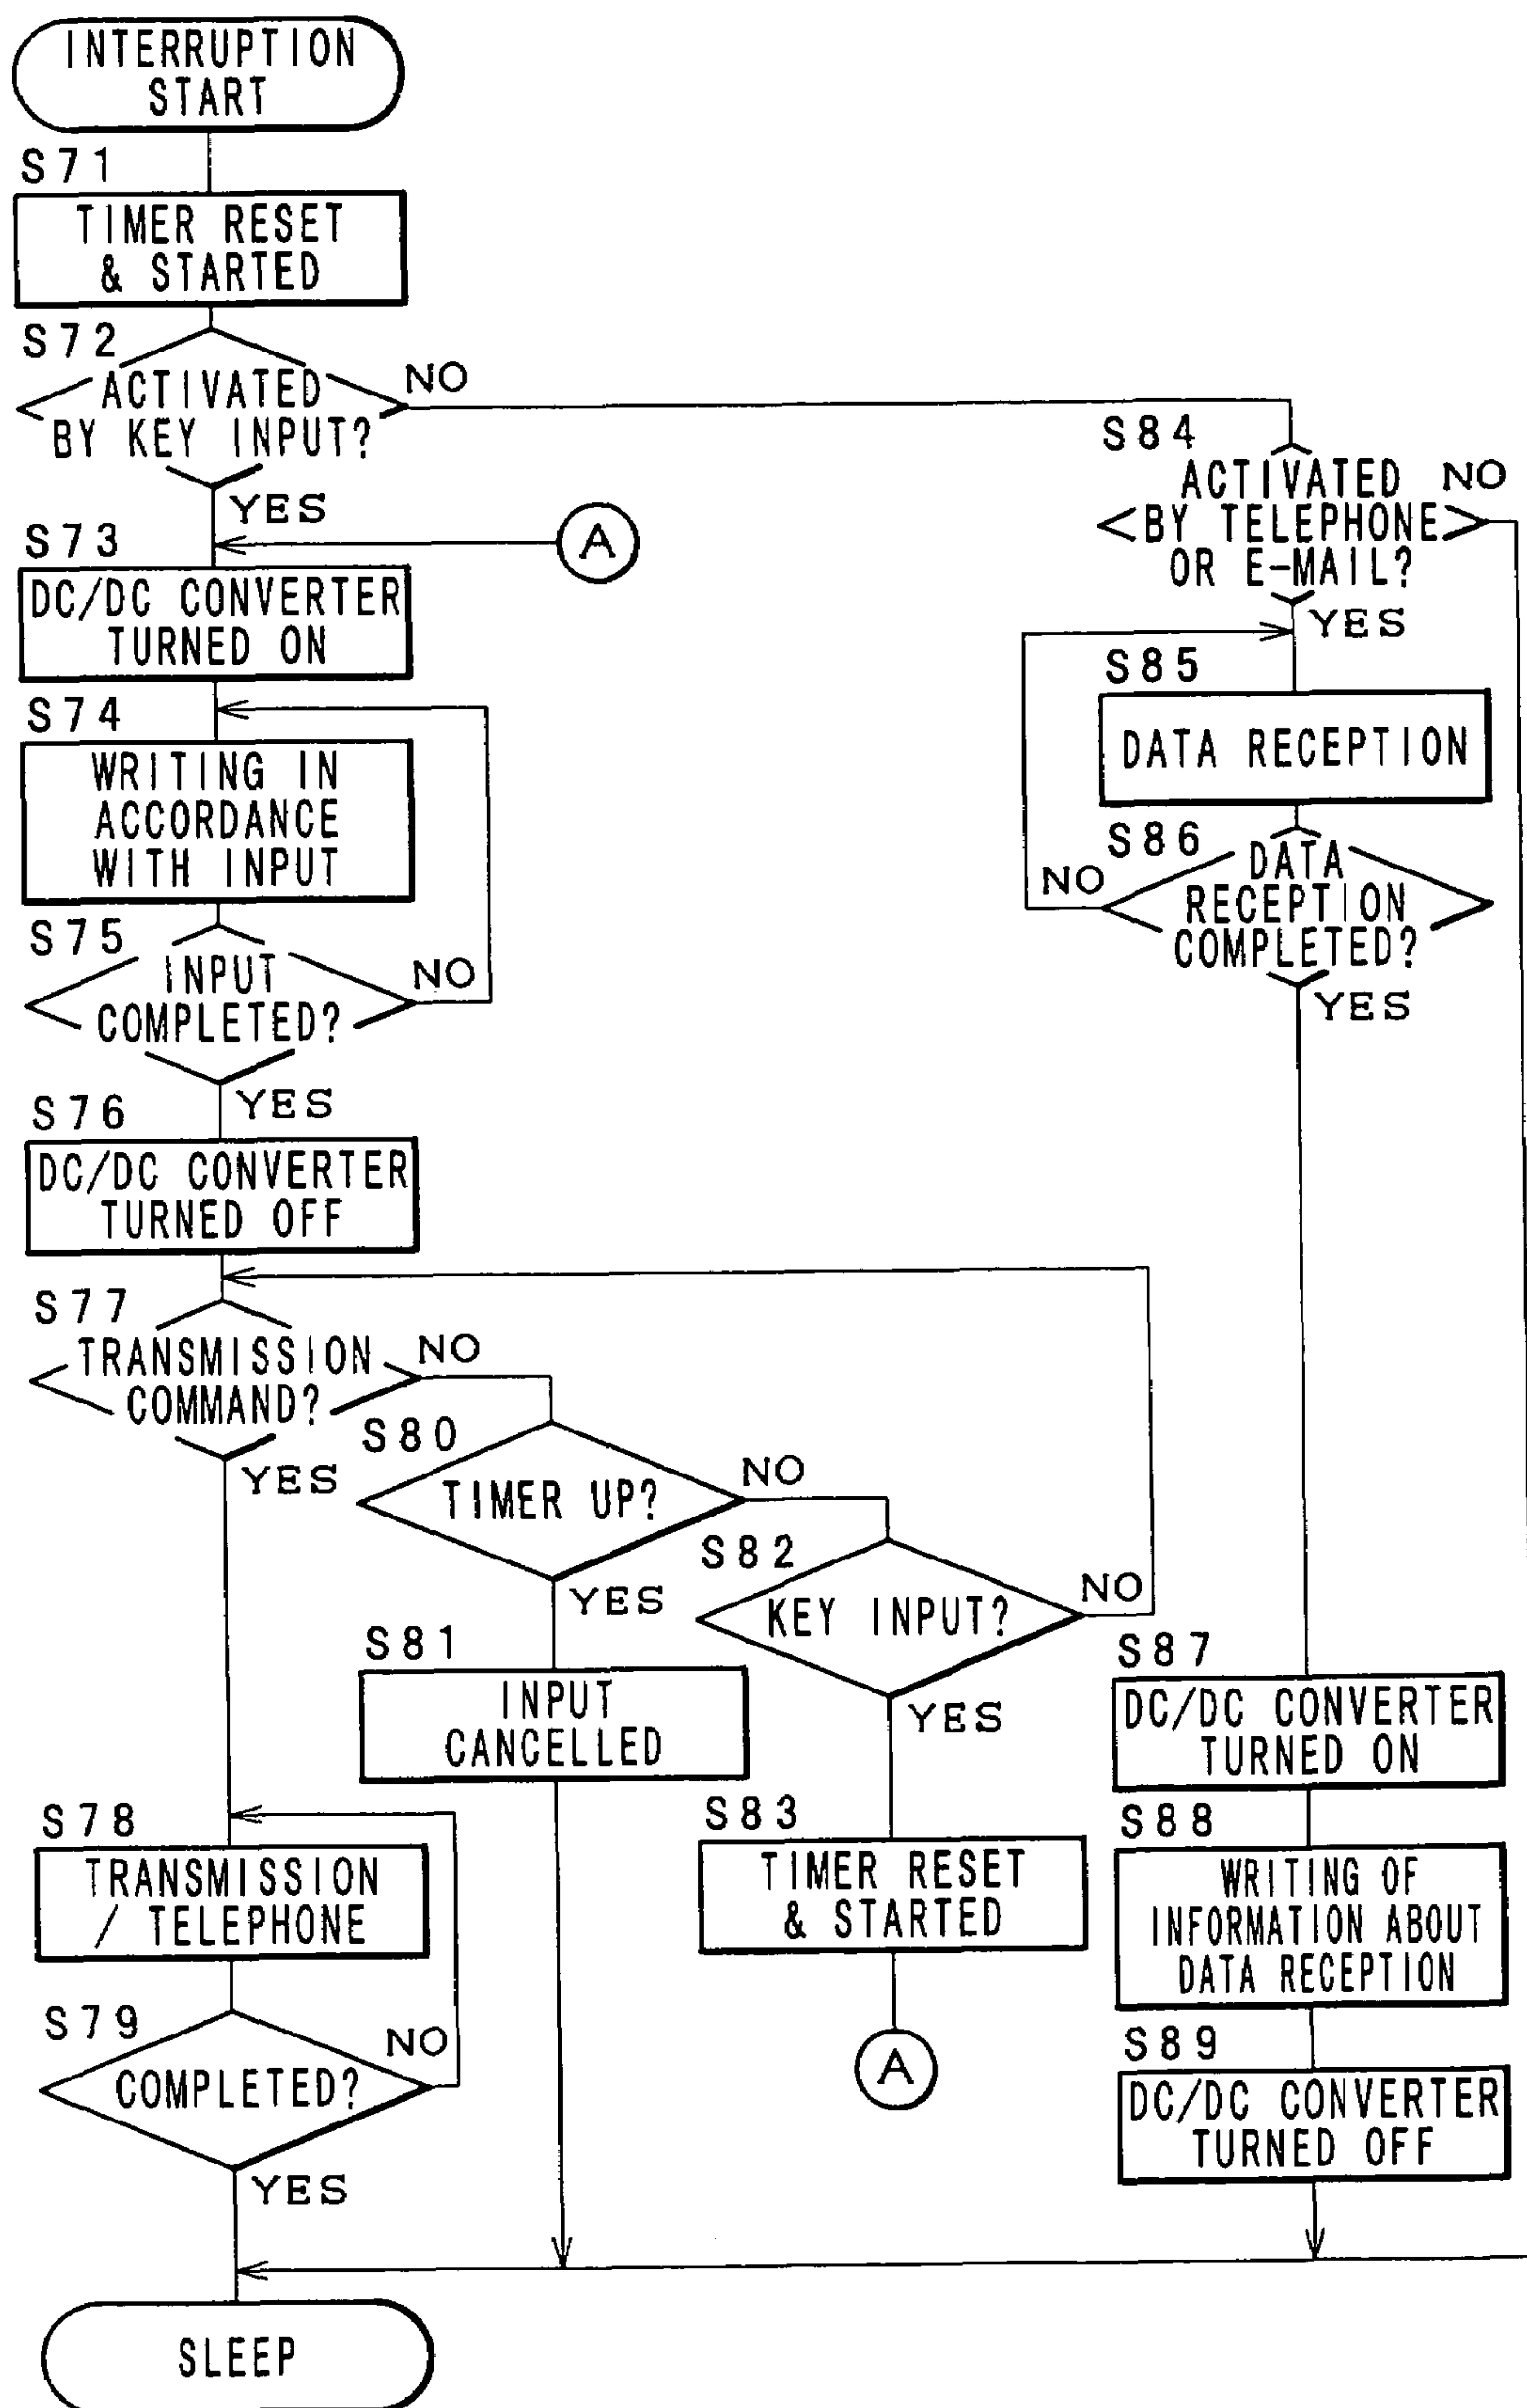 INTERRUPTION
START
S71
TIMER RESET
& STARTED
S72
ACTIVATED
BY KEY INPUT?
NO
YES
A
S73
DC/DC CONVERTER
TURNED ON
S74
WRITING IN
ACCORDANCE
WITH INPUT
S75
INPUT
COMPLETED?
NO
YES
S76
DC/DC CONVERTER
TURNED OFF
S77
TRANSMISSION
COMMAND?
NO
YES
S78
TRANSMISSION
/ TELEPHONE
S79
COMPLETED?
NO
YES
S80
TIMER UP?
NO
YES
S81
INPUT
CANCELLED
S82
KEY INPUT?
NO
YES
S83
TIMER RESET
& STARTED
A
S84
ACTIVATED
BY TELEPHONE
OR E-MAIL?
NO
YES
S85
DATA RECEPTION
S86
DATA
RECEPTION
COMPLETED?
NO
YES
S87
DC/DC CONVERTER
TURNED ON
S88
WRITING OF
INFORMATION ABOUT
DATA RECEPTION
S89
DC/DC CONVERTER
TURNED OFF
SLEEP